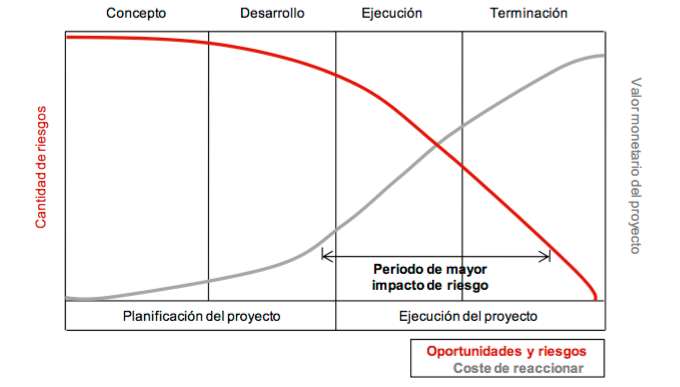 Concepto
Desarrollo
Ejecución
Terminación
Cantidad de riesgos
Valor monetario del proyecto
Periodo de mayor
impacto de riesgo
Planificación del proyecto
Ejecución del proyecto
Oportunidades y riesgos
Coste de reaccionar